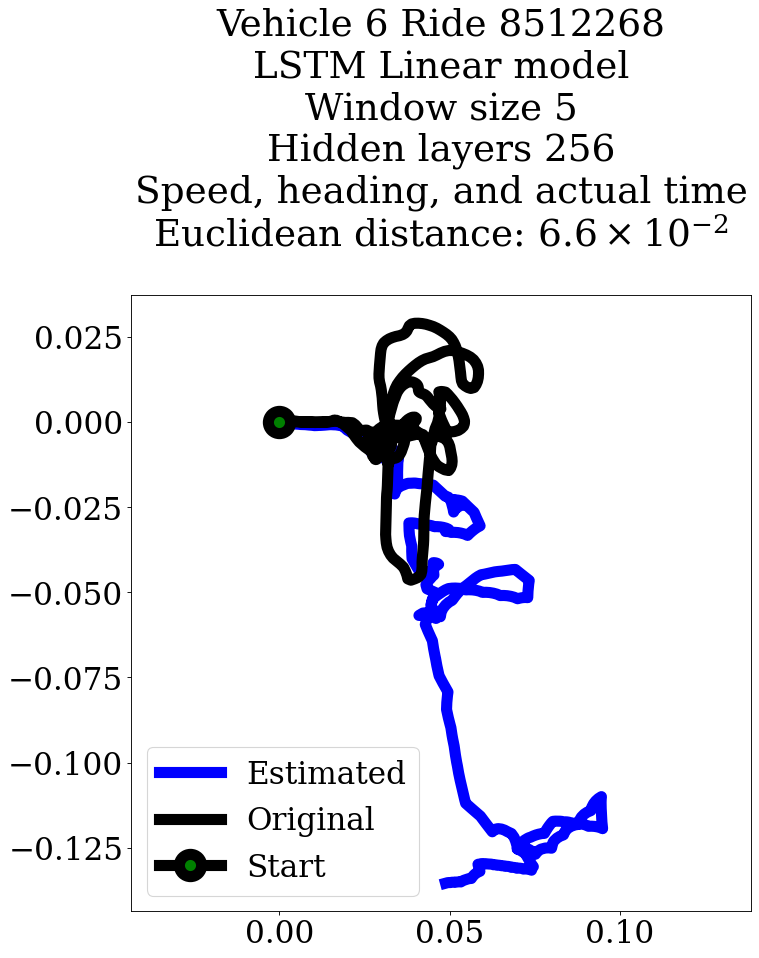 Vehicle 6 Ride 8512268
LSTM Linear model
Window size 5
Hidden layers 256
Speed, heading, and actual time
Euclidean distance: 6.6 × 10⁻²
0.025
0.000
−0.025
−0.050
−0.075
−0.100
−0.125
Estimated
Original
Start
0.00 0.05 0.10